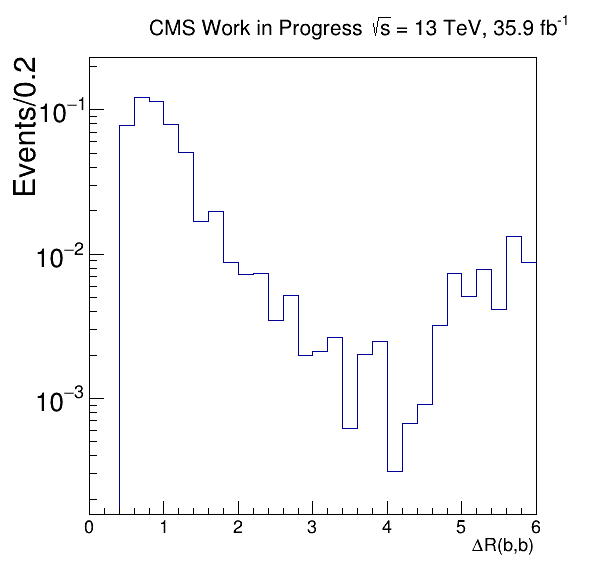 CMS Work in Progress √s = 13 TeV, 35.9 fb⁻¹
Events/0.2
10⁻¹
10⁻²
10⁻³
0 1 2 3 4 5 6
ΔR(b,b)